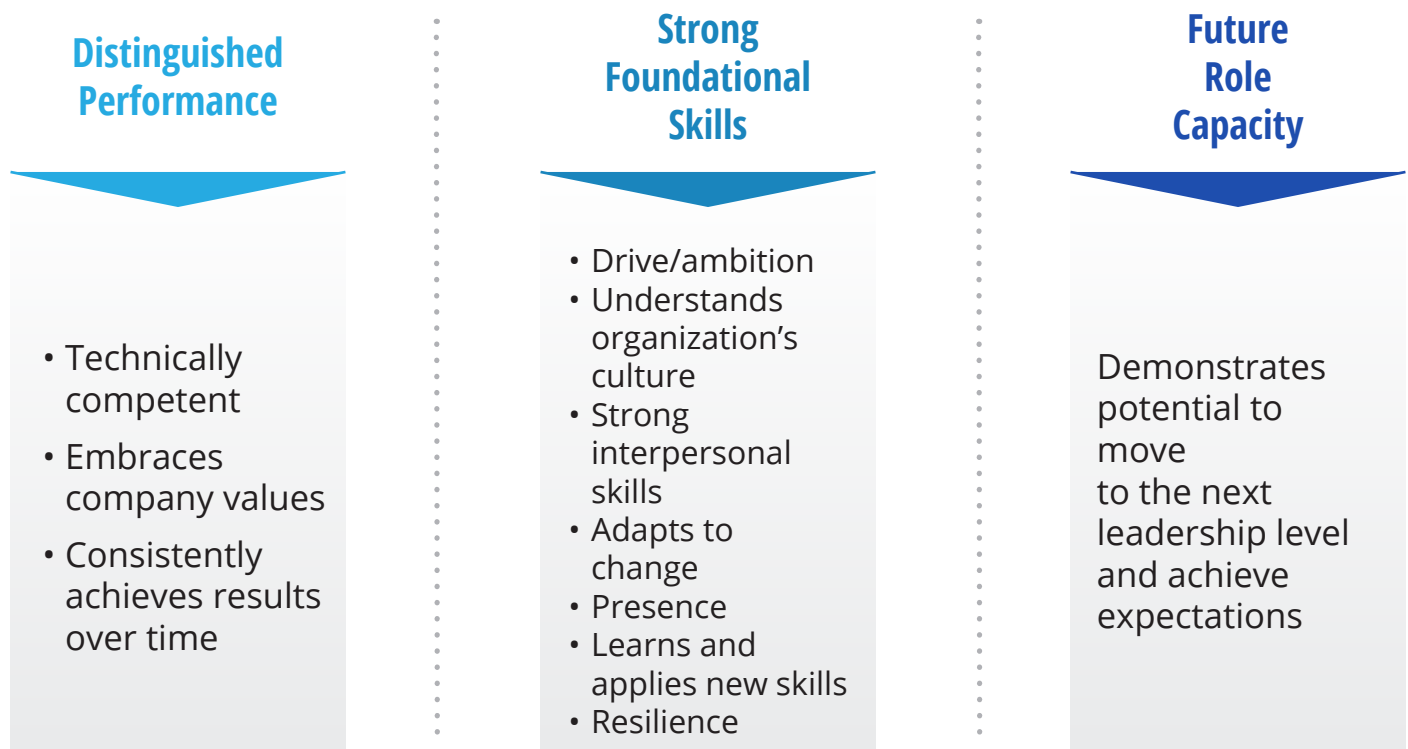 Distinguished
Performance
• Technically
competent
• Embraces
company values
• Consistently
achieves results
over time
Strong
Foundational
Skills
• Drive/ambition
• Understands
organization’s
culture
• Strong
interpersonal
skills
• Adapts to
change
• Presence
• Learns and
applies new skills
• Resilience
Future
Role
Capacity
Demonstrates
potential to
move
to the next
leadership level
and achieve
expectations